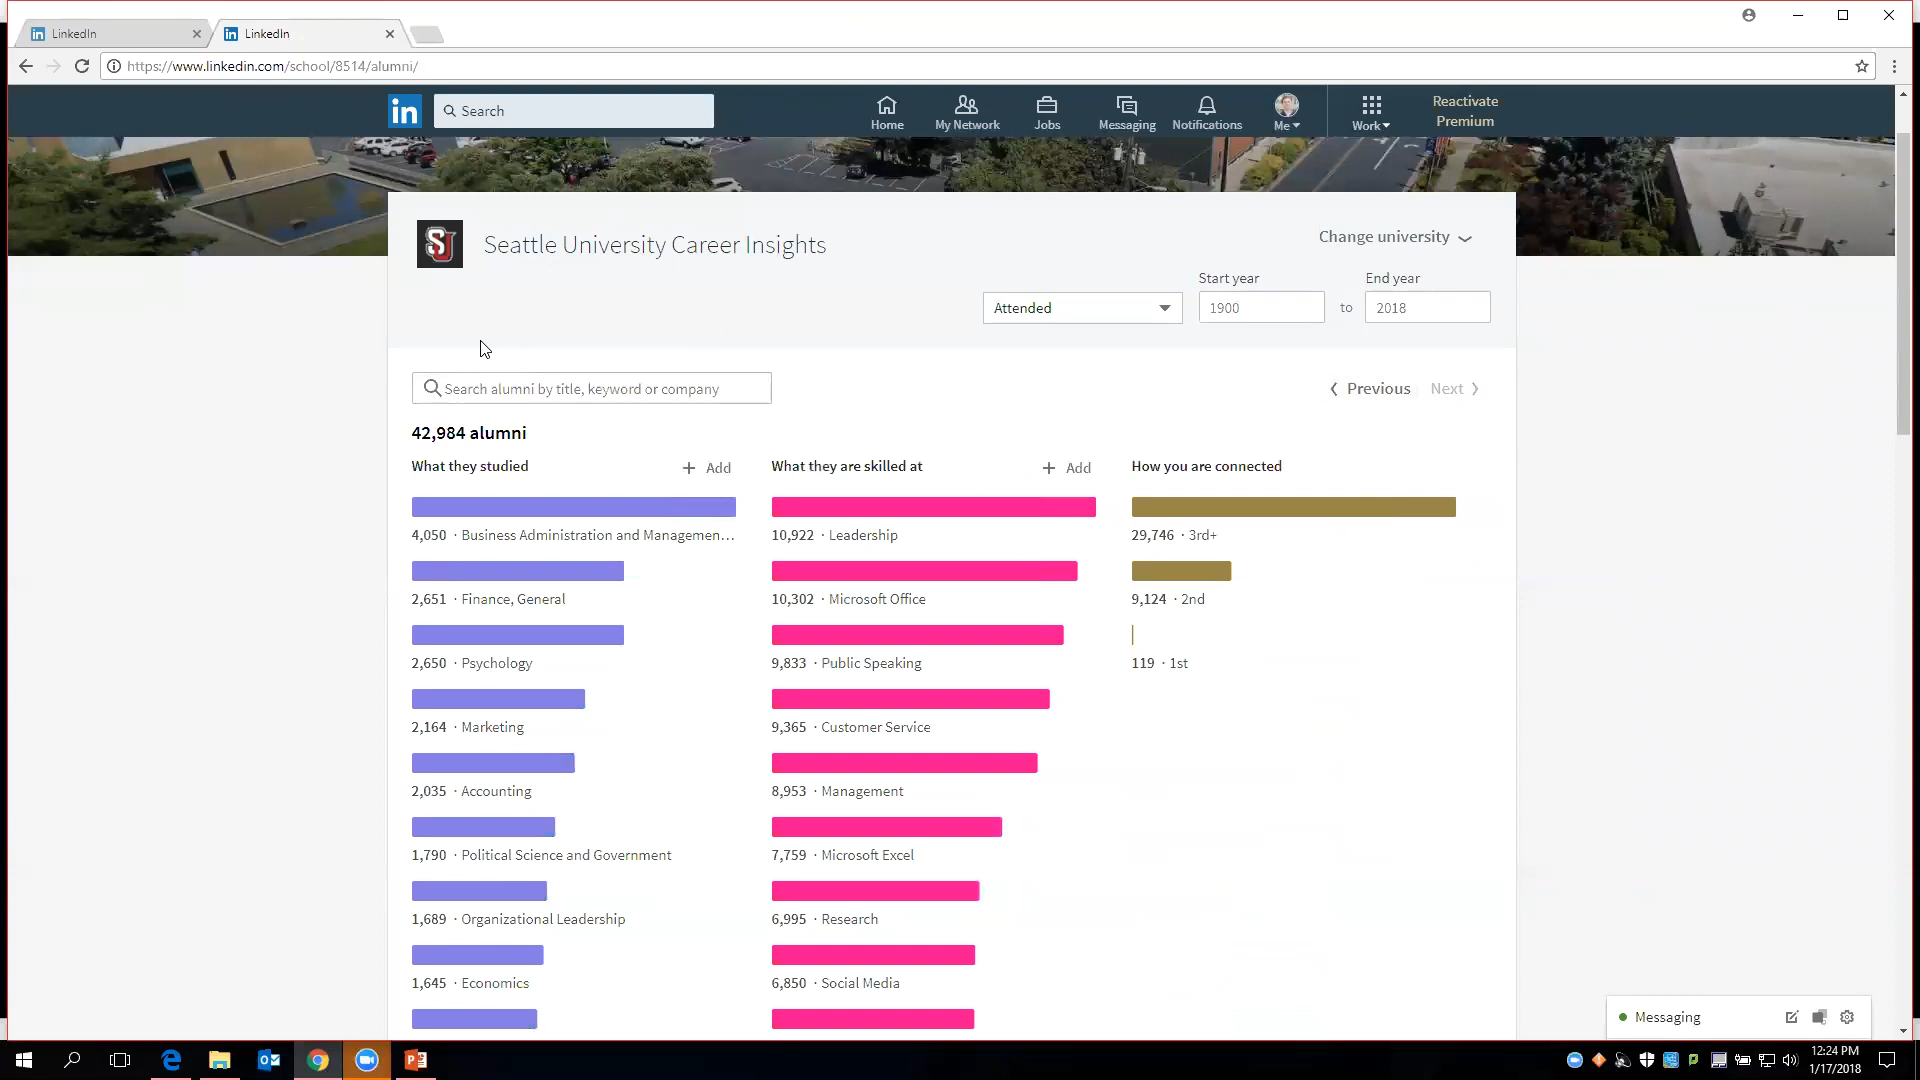 LinkedIn
LinkedIn
https://www.linkedin.com/school/8514/alumni/
in
Search
Home
My Network
Jobs
Messaging
Notifications
Me
Work
Reactivate
Premium
Seattle University Career Insights
Change university
Start year
End year
Attended
1900
to
2018
Search alumni by title, keyword or company
Previous
Next
42,984 alumni
What they studied
+ Add
What they are skilled at
+ Add
How you are connected
4,050 · Business Administration and Managemen...
10,922 · Leadership
29,746 · 3rd+
2,651 · Finance, General
10,302 · Microsoft Office
9,124 · 2nd
2,650 · Psychology
9,833 · Public Speaking
119 · 1st
2,164 · Marketing
9,365 · Customer Service
2,035 · Accounting
8,953 · Management
1,790 · Political Science and Government
7,759 · Microsoft Excel
1,689 · Organizational Leadership
6,995 · Research
1,645 · Economics
6,850 · Social Media
Messaging
12:24 PM
1/17/2018